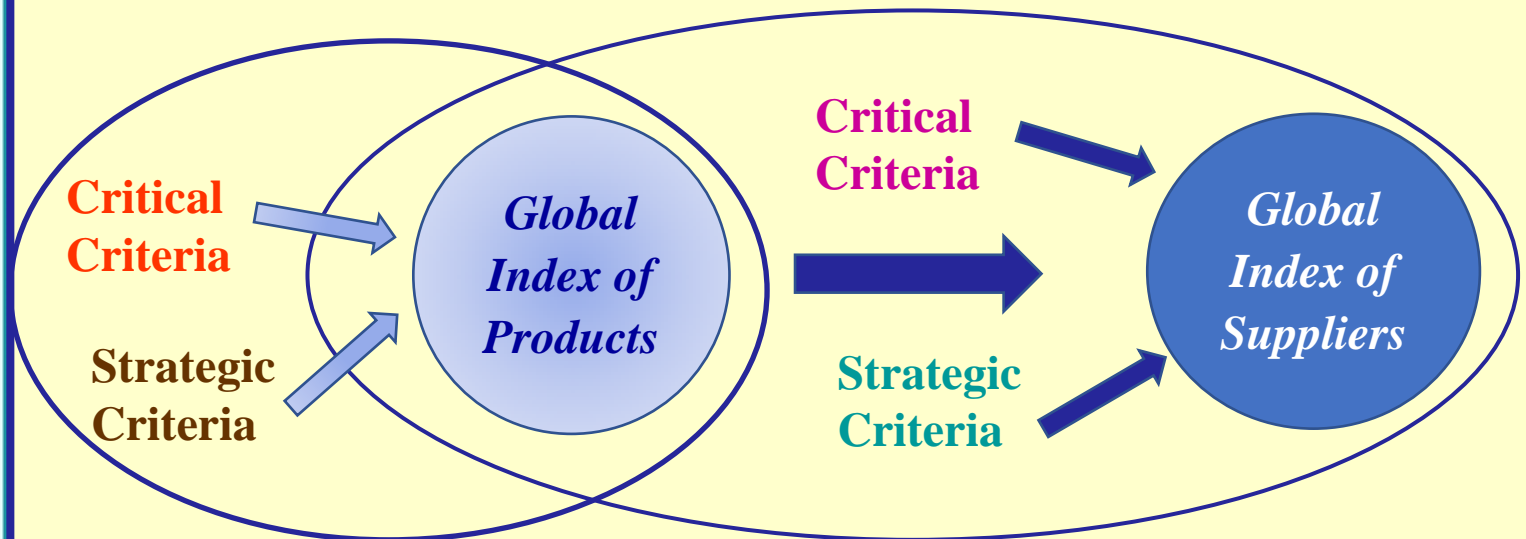 Critical
Criteria
Strategic
Criteria
Global
Index of
Products
Critical
Criteria
Strategic
Criteria
Global
Index of
Suppliers